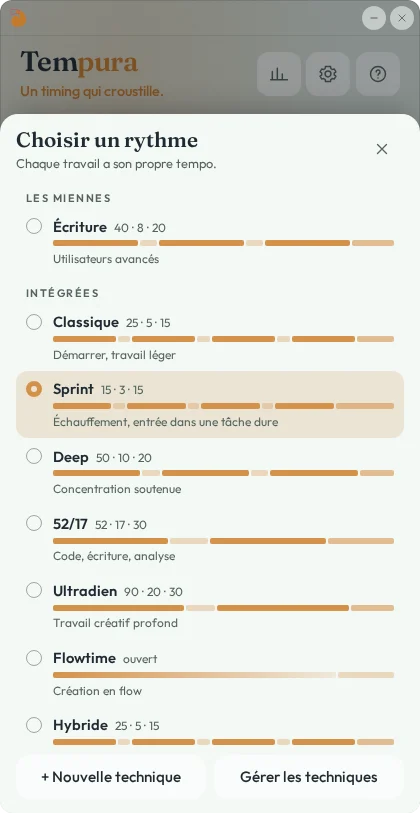 Tempura
Un timing qui croustille.
Choisir un rythme
Chaque travail a son propre tempo.
LES MIENNES
Écriture 40 · 8 · 20
Utilisateurs avancés
INTÉGRÉES
Classique 25 · 5 · 15
Démarrer, travail léger
Sprint 15 · 3 · 15
Échauffement, entrée dans une tâche dure
Deep 50 · 10 · 20
Concentration soutenue
52/17 52 · 17 · 30
Code, écriture, analyse
Ultradien 90 · 20 · 30
Travail créatif profond
Flowtime ouvert
Création en flow
Hybride 25 · 5 · 15
+ Nouvelle technique
Gérer les techniques